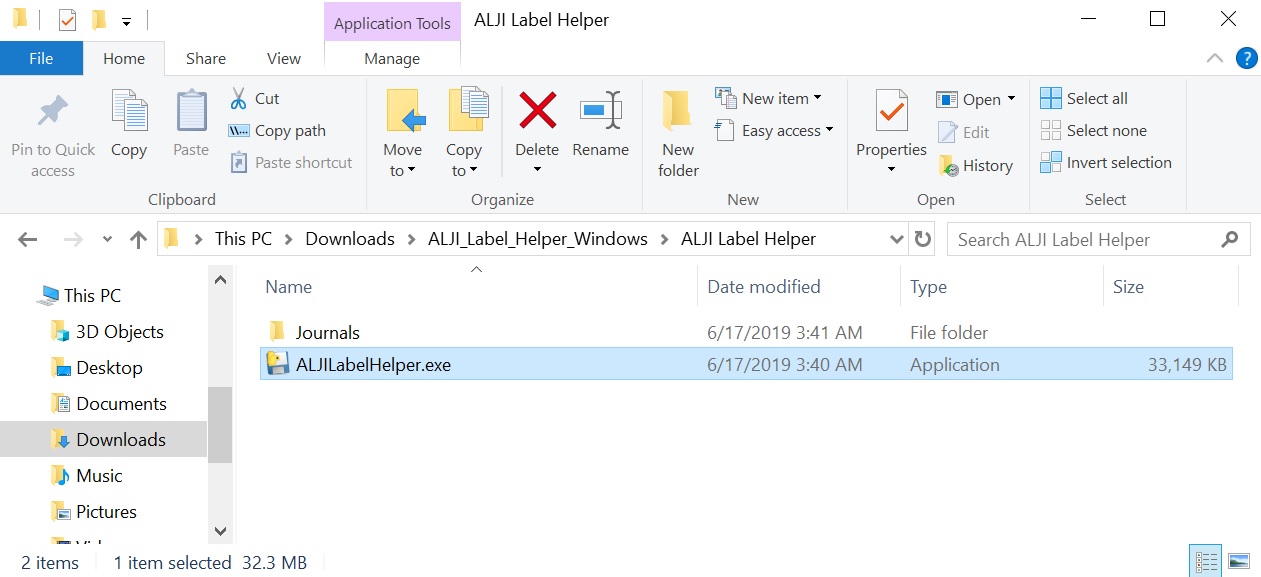 Application Tools
ALJI Label Helper
File
Home
Share
View
Manage
?
Pin to Quick
access
Copy
Paste
Cut
Copy path
Paste shortcut
Clipboard
Move
to
Copy
to
Delete
Rename
Organize
New
folder
New item
Easy access
New
Properties
Open
Edit
History
Open
Select all
Select none
Invert selection
Select
This PC
Downloads
ALJI_Label_Helper_Windows
ALJI Label Helper
Search ALJI Label Helper
This PC
3D Objects
Desktop
Documents
Downloads
Music
Pictures
Name Date modified Type Size
Journals 6/17/2019 3:41 AM File folder
ALJILabelHelper.exe 6/17/2019 3:40 AM Application 33,149 KB
2 items 1 item selected 32.3 MB